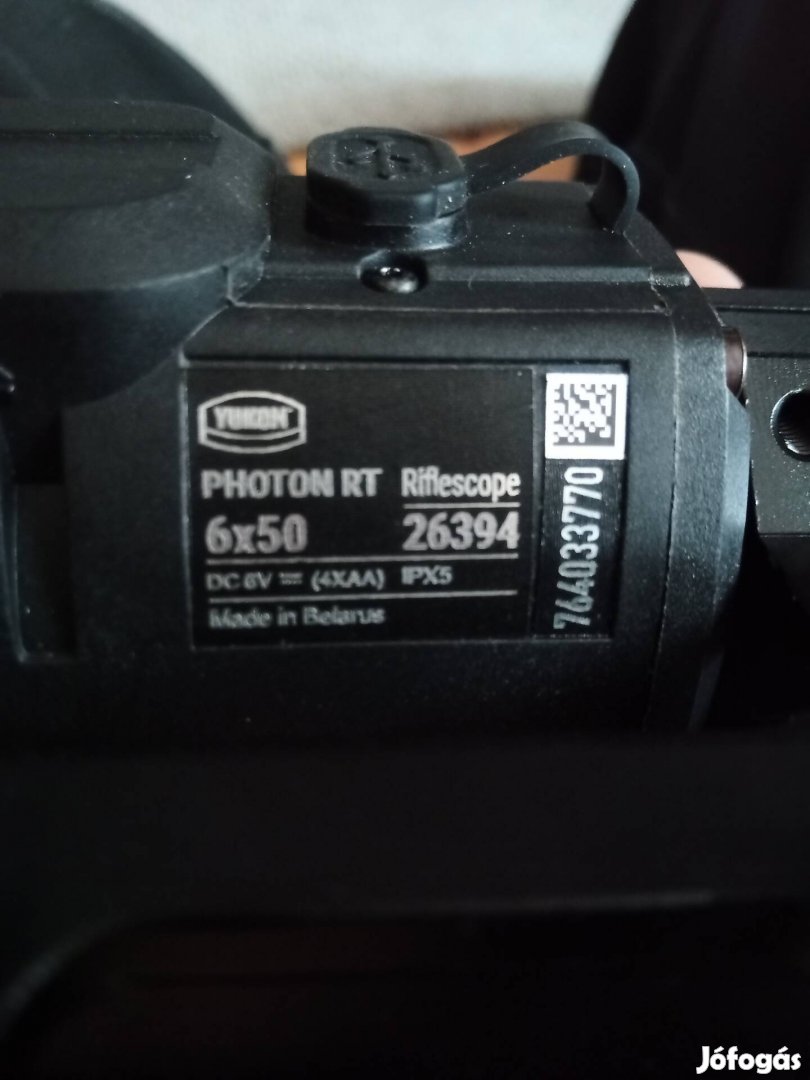 YUKON
PHOTON RT Riflescope
6x50 26394
DC 6V ⎓ (4XAA) IPX5
Made in Belarus
764033770
Jófogás